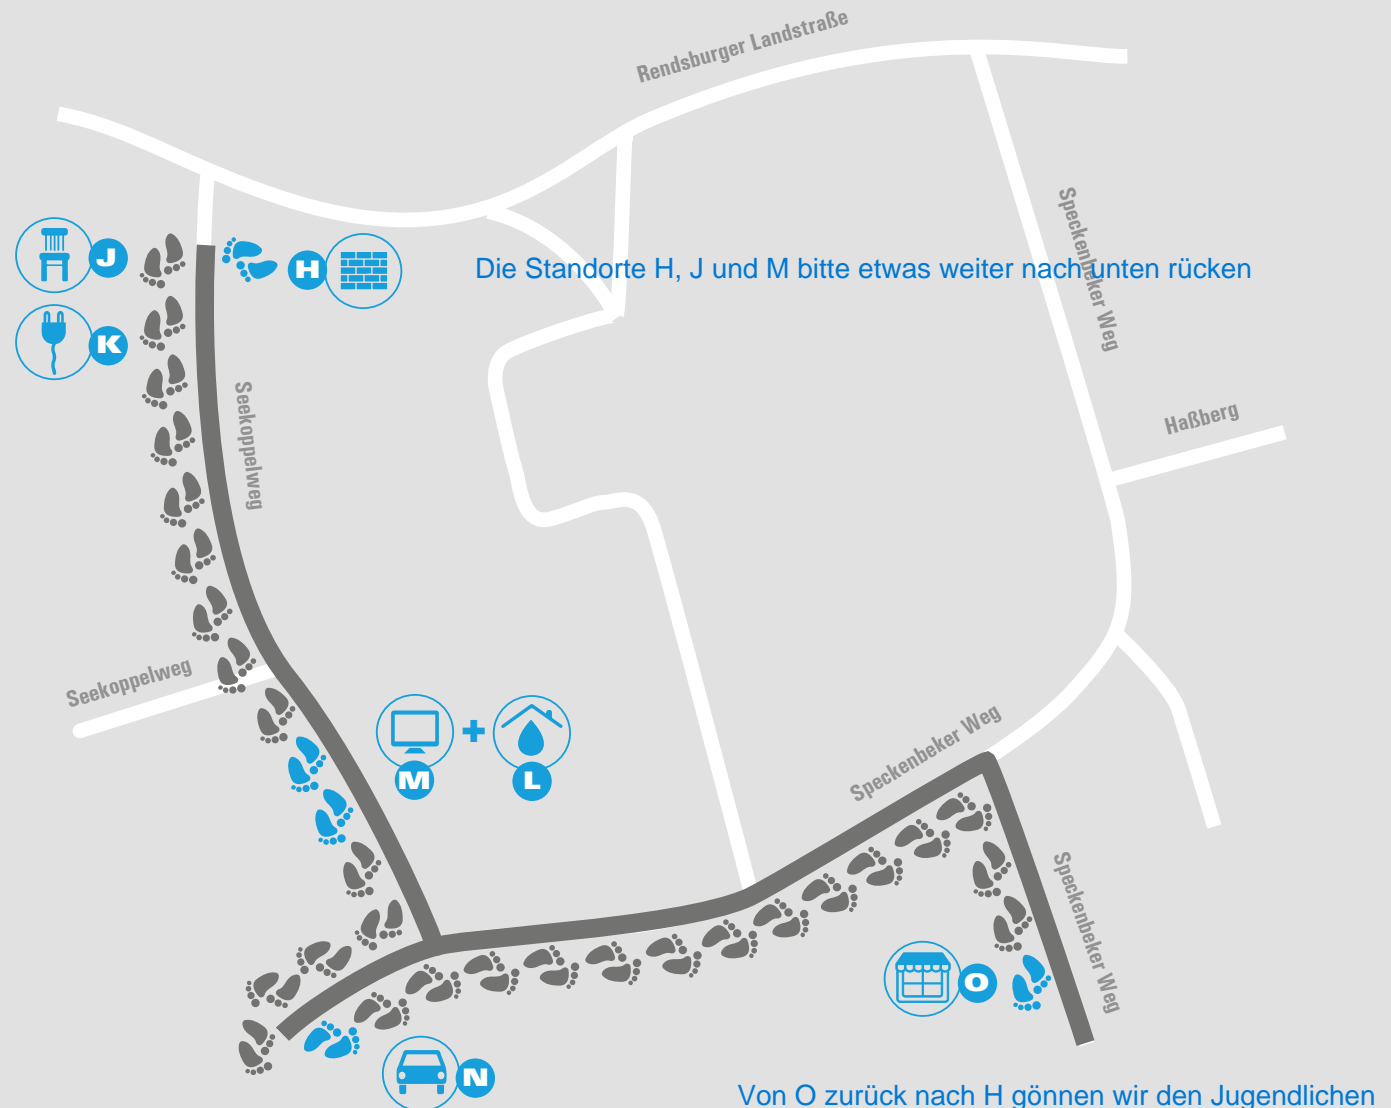 Rendsburger Landstraße
Speckenbeker Weg
J
H
Die Standorte H, J und M bitte etwas weiter nach unten rücken
K
Seekoppelweg
Haßberg
Seekoppelweg
M
+
L
Speckenbeker Weg
Speckenbeker Weg
O
N
Von O zurück nach H gönnen wir den Jugendlichen